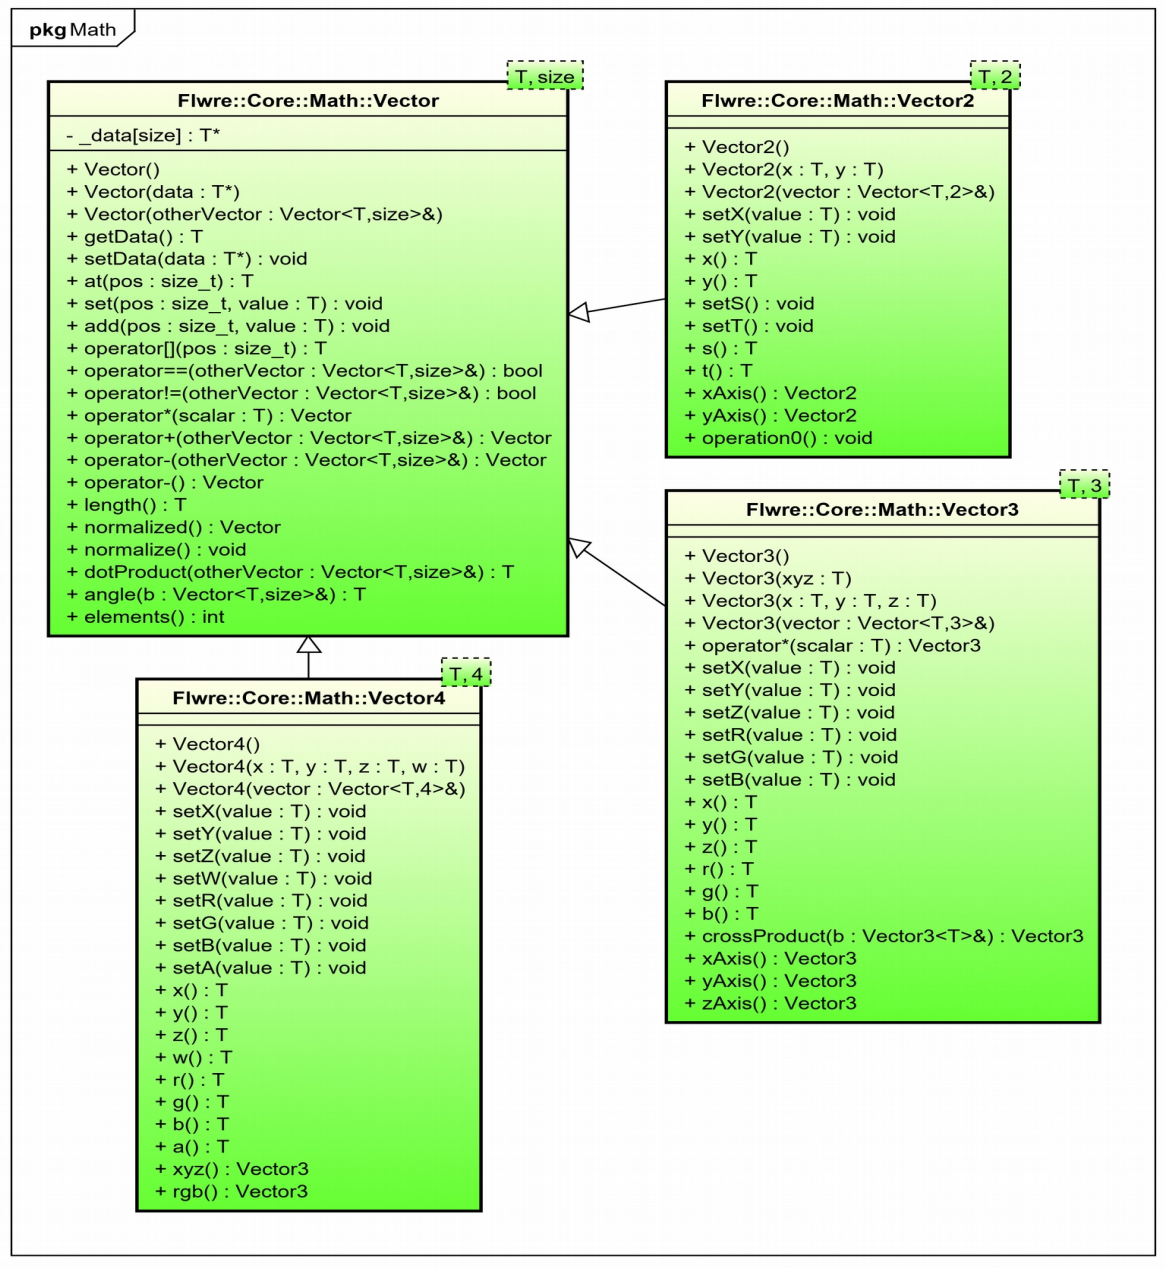 pkg Math
T, size
Flwre::Core::Math::Vector
- _data[size] : T*
+ Vector()
+ Vector(data : T*)
+ Vector(otherVector : Vector<T,size>&)
+ getData() : T
+ setData(data : T*) : void
+ at(pos : size_t) : T
+ set(pos : size_t, value : T) : void
+ add(pos : size_t, value : T) : void
+ operator[](pos : size_t) : T
+ operator==(otherVector : Vector<T,size>&) : bool
+ operator!=(otherVector : Vector<T,size>&) : bool
+ operator*(scalar : T) : Vector
+ operator+(otherVector : Vector<T,size>&) : Vector
+ operator-(otherVector : Vector<T,size>&) : Vector
+ operator-() : Vector
+ length() : T
+ normalized() : Vector
+ normalize() : void
+ dotProduct(otherVector : Vector<T,size>&) : T
+ angle(b : Vector<T,size>&) : T
+ elements() : int
T, 2
Flwre::Core::Math::Vector2
+ Vector2()
+ Vector2(x : T, y : T)
+ Vector2(vector : Vector<T,2>&)
+ setX(value : T) : void
+ setY(value : T) : void
+ x() : T
+ y() : T
+ setS() : void
+ setT() : void
+ s() : T
+ t() : T
+ xAxis() : Vector2
+ yAxis() : Vector2
+ operation0() : void
T, 3
Flwre::Core::Math::Vector3
+ Vector3()
+ Vector3(xyz : T)
+ Vector3(x : T, y : T, z : T)
+ Vector3(vector : Vector<T,3>&)
+ operator*(scalar : T) : Vector3
+ setX(value : T) : void
+ setY(value : T) : void
+ setZ(value : T) : void
+ setR(value : T) : void
+ setG(value : T) : void
+ setB(value : T) : void
+ x() : T
+ y() : T
+ z() : T
+ r() : T
+ g() : T
+ b() : T
+ crossProduct(b : Vector3<T>&) : Vector3
+ xAxis() : Vector3
+ yAxis() : Vector3
+ zAxis() : Vector3
T, 4
Flwre::Core::Math::Vector4
+ Vector4()
+ Vector4(x : T, y : T, z : T, w : T)
+ Vector4(vector : Vector<T,4>&)
+ setX(value : T) : void
+ setY(value : T) : void
+ setZ(value : T) : void
+ setW(value : T) : void
+ setR(value : T) : void
+ setG(value : T) : void
+ setB(value : T) : void
+ setA(value : T) : void
+ x() : T
+ y() : T
+ z() : T
+ w() : T
+ r() : T
+ g() : T
+ b() : T
+ a() : T
+ xyz() : Vector3
+ rgb() : Vector3